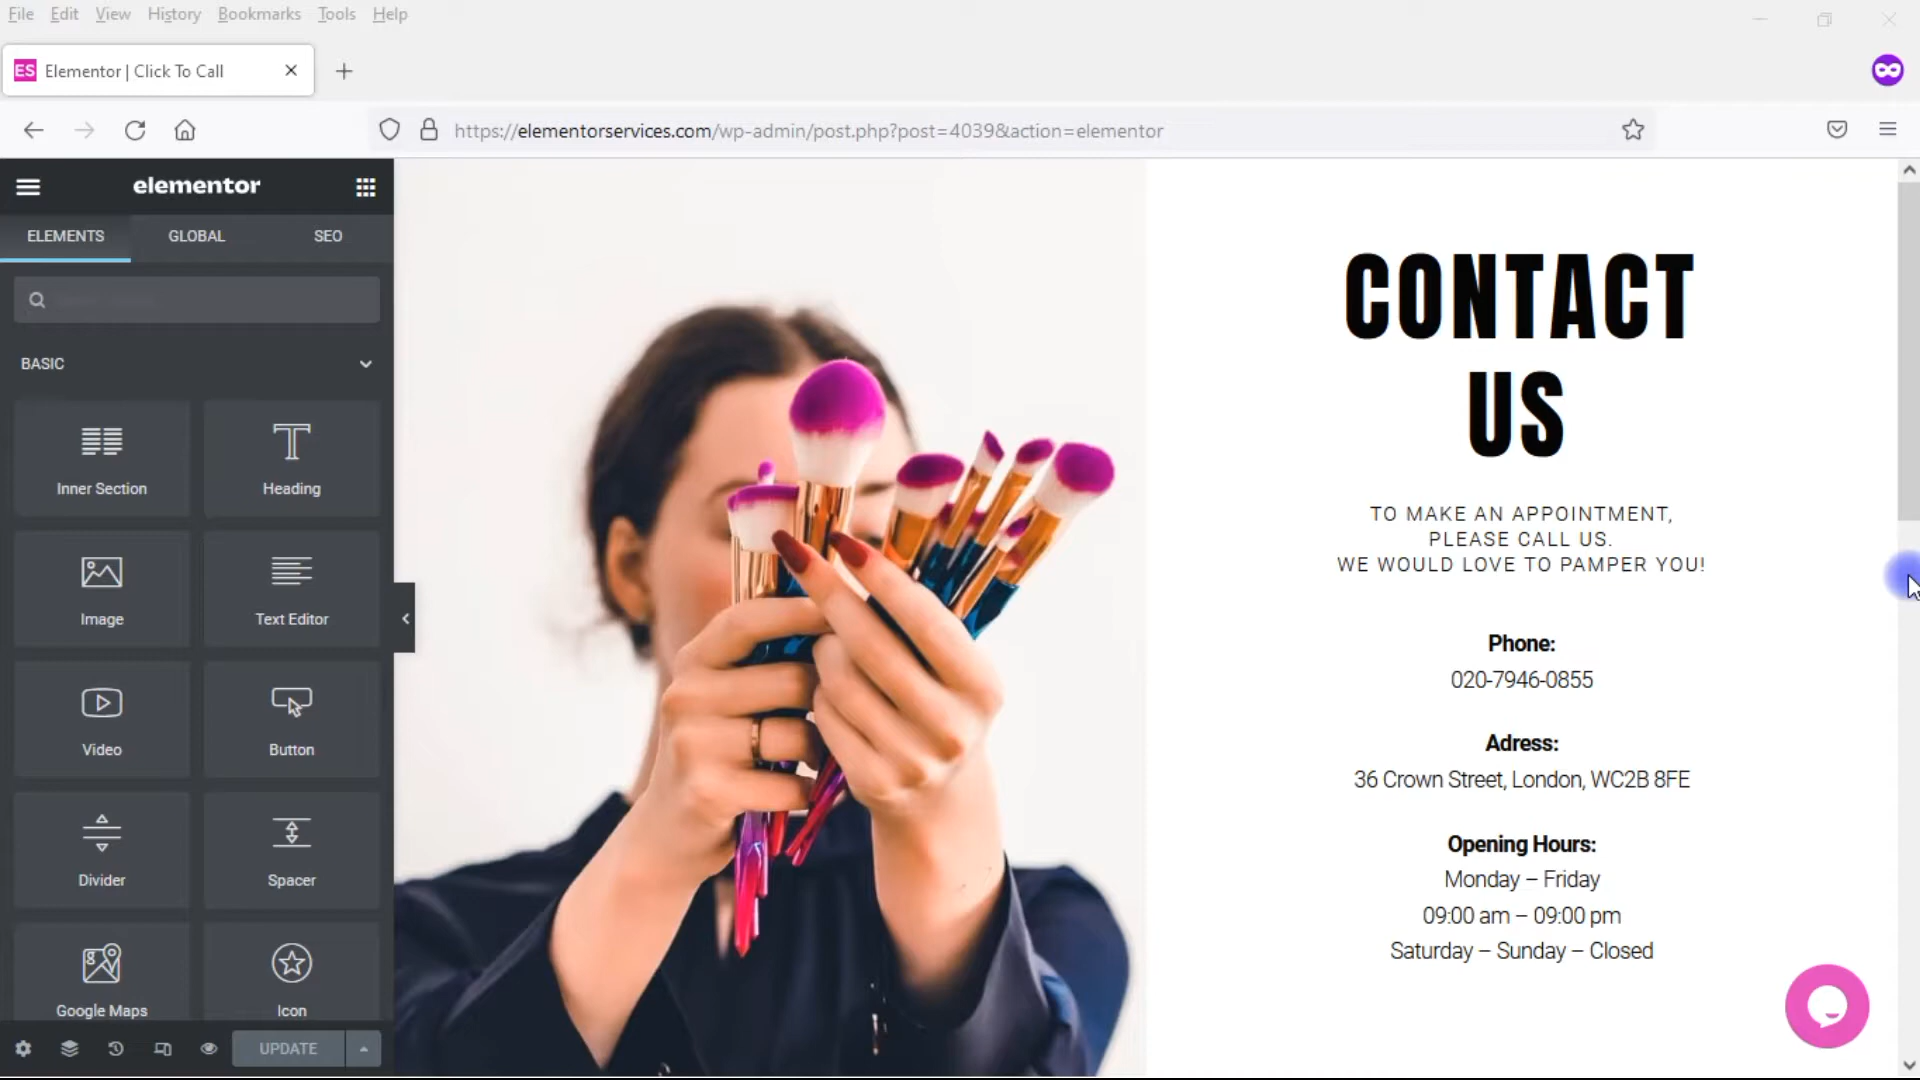 File Edit View History Bookmarks Tools Help
ES Elementor | Click To Call
https://elementorservices.com/wp-admin/post.php?post=4039&action=elementor
elementor
ELEMENTS GLOBAL SEO
BASIC
Inner Section
Heading
Image
Text Editor
Video
Button
Divider
Spacer
Google Maps
Icon
UPDATE
CONTACT
US
TO MAKE AN APPOINTMENT,
PLEASE CALL US.
WE WOULD LOVE TO PAMPER YOU!
Phone:
020-7946-0855
Adress:
36 Crown Street, London, WC2B 8FE
Opening Hours:
Monday – Friday
09:00 am – 09:00 pm
Saturday – Sunday – Closed